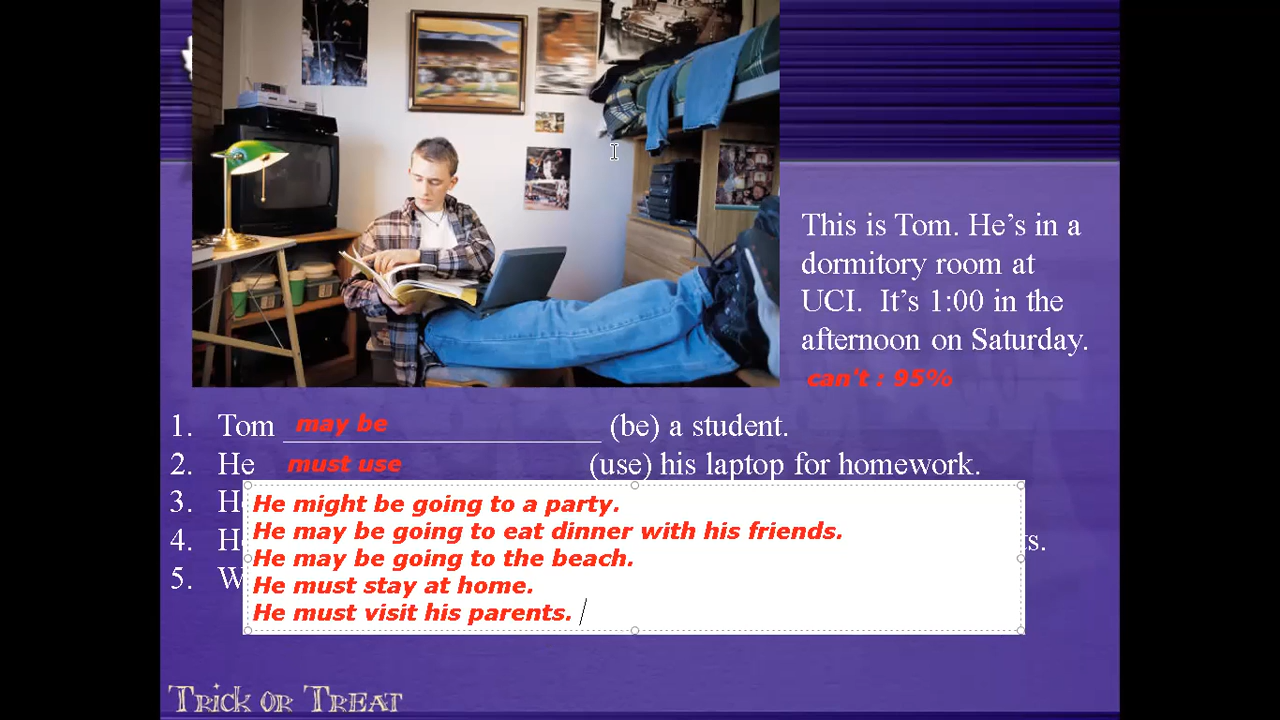 This is Tom. He's in a
dormitory room at
UCI. It's 1:00 in the
afternoon on Saturday.
can't : 95%
1. Tom ______________________ (be) a student.
may be
2. He must use (use) his laptop for homework.
3. H
He might be going to a party.
He may be going to eat dinner with his friends.
4. H ts.
He may be going to the beach.
5. W
He must stay at home.
He must visit his parents.
Trick or Treat